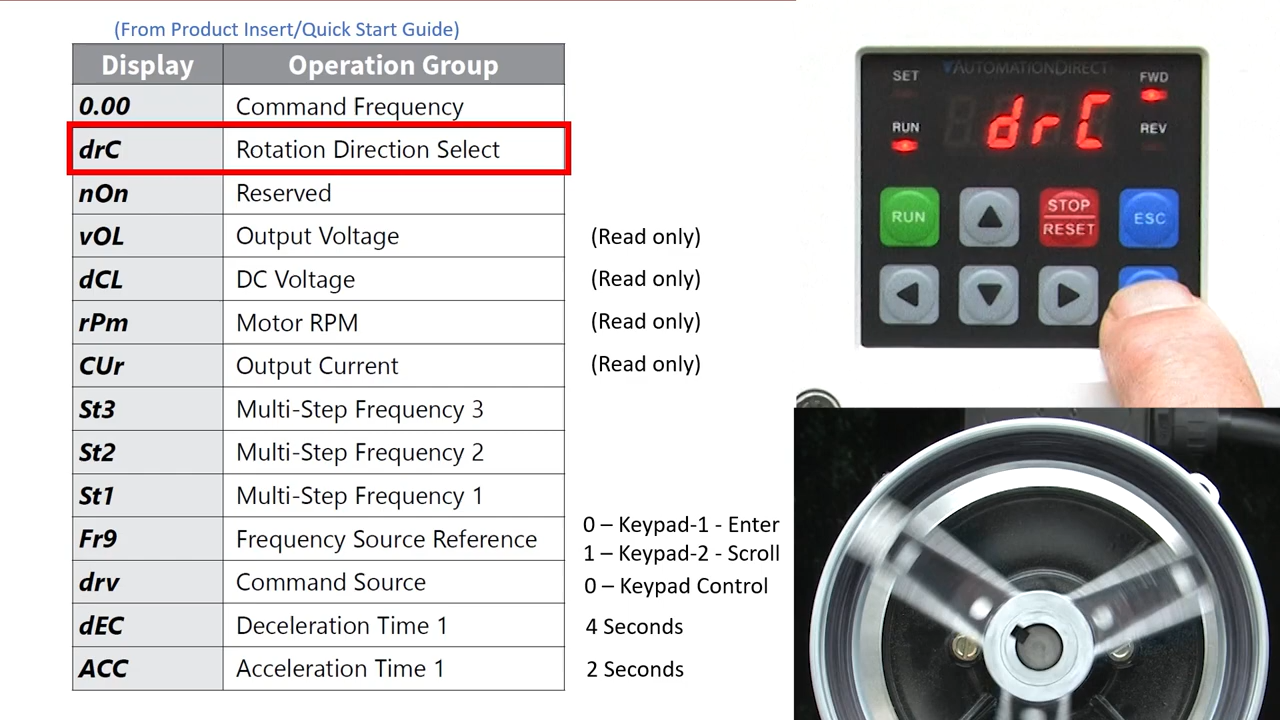 (From Product Insert/Quick Start Guide)
Display Operation Group
0.00 Command Frequency
drC Rotation Direction Select
nOn Reserved
vOL Output Voltage (Read only)
dCL DC Voltage (Read only)
rPm Motor RPM (Read only)
CUr Output Current (Read only)
St3 Multi-Step Frequency 3
St2 Multi-Step Frequency 2
St1 Multi-Step Frequency 1
0 – Keypad-1 - Enter
Fr9 Frequency Source Reference
1 – Keypad-2 - Scroll
drv Command Source 0 – Keypad Control
dEC Deceleration Time 1 4 Seconds
ACC Acceleration Time 1 2 Seconds
AUTOMATIONDIRECT
SET FWD
drC
RUN REV
RUN STOP RESET ESC